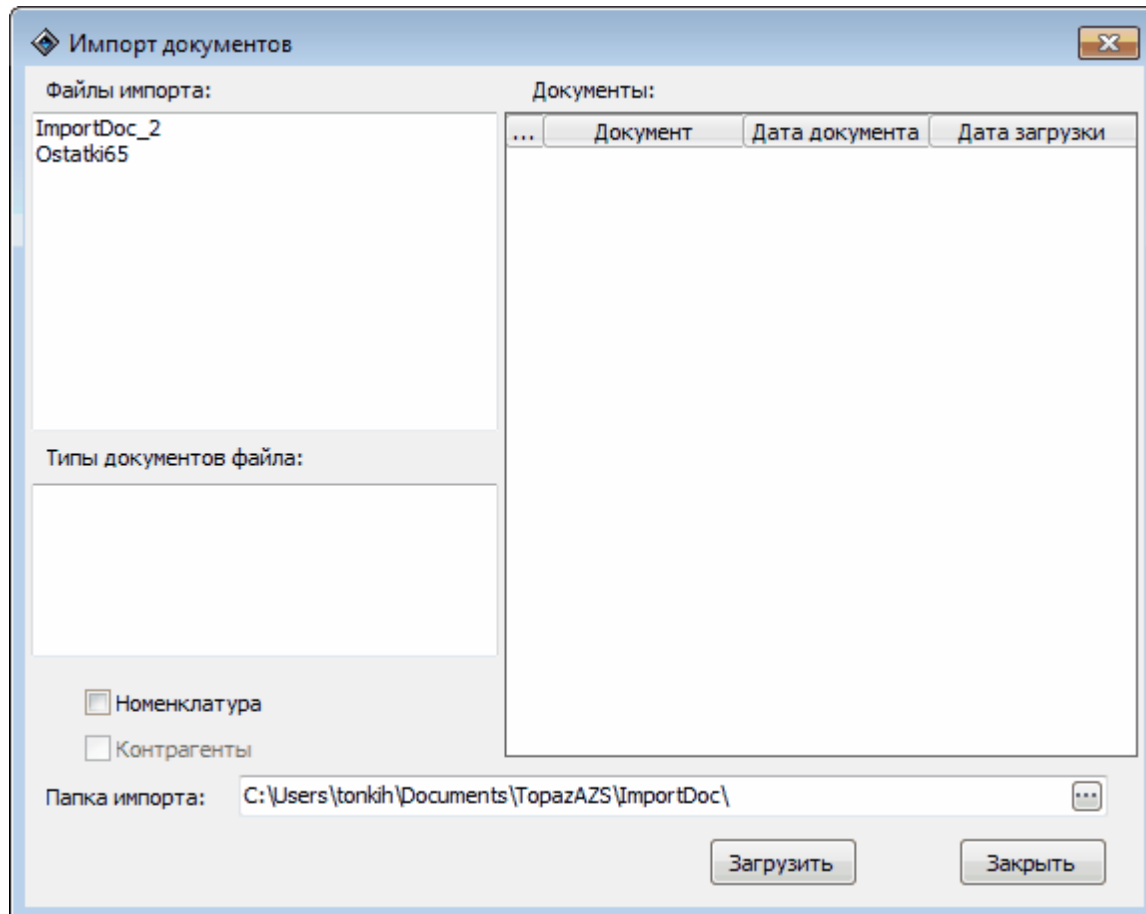 Импорт документов
Файлы импорта:
ImportDoc_2
Ostatki65
Документы:
... Документ Дата документа Дата загрузки
Типы документов файла:
Номенклатура
Контрагенты
Папка импорта: C:\Users\tonkih\Documents\TopazAZS\ImportDoc\ ...
Загрузить Закрыть